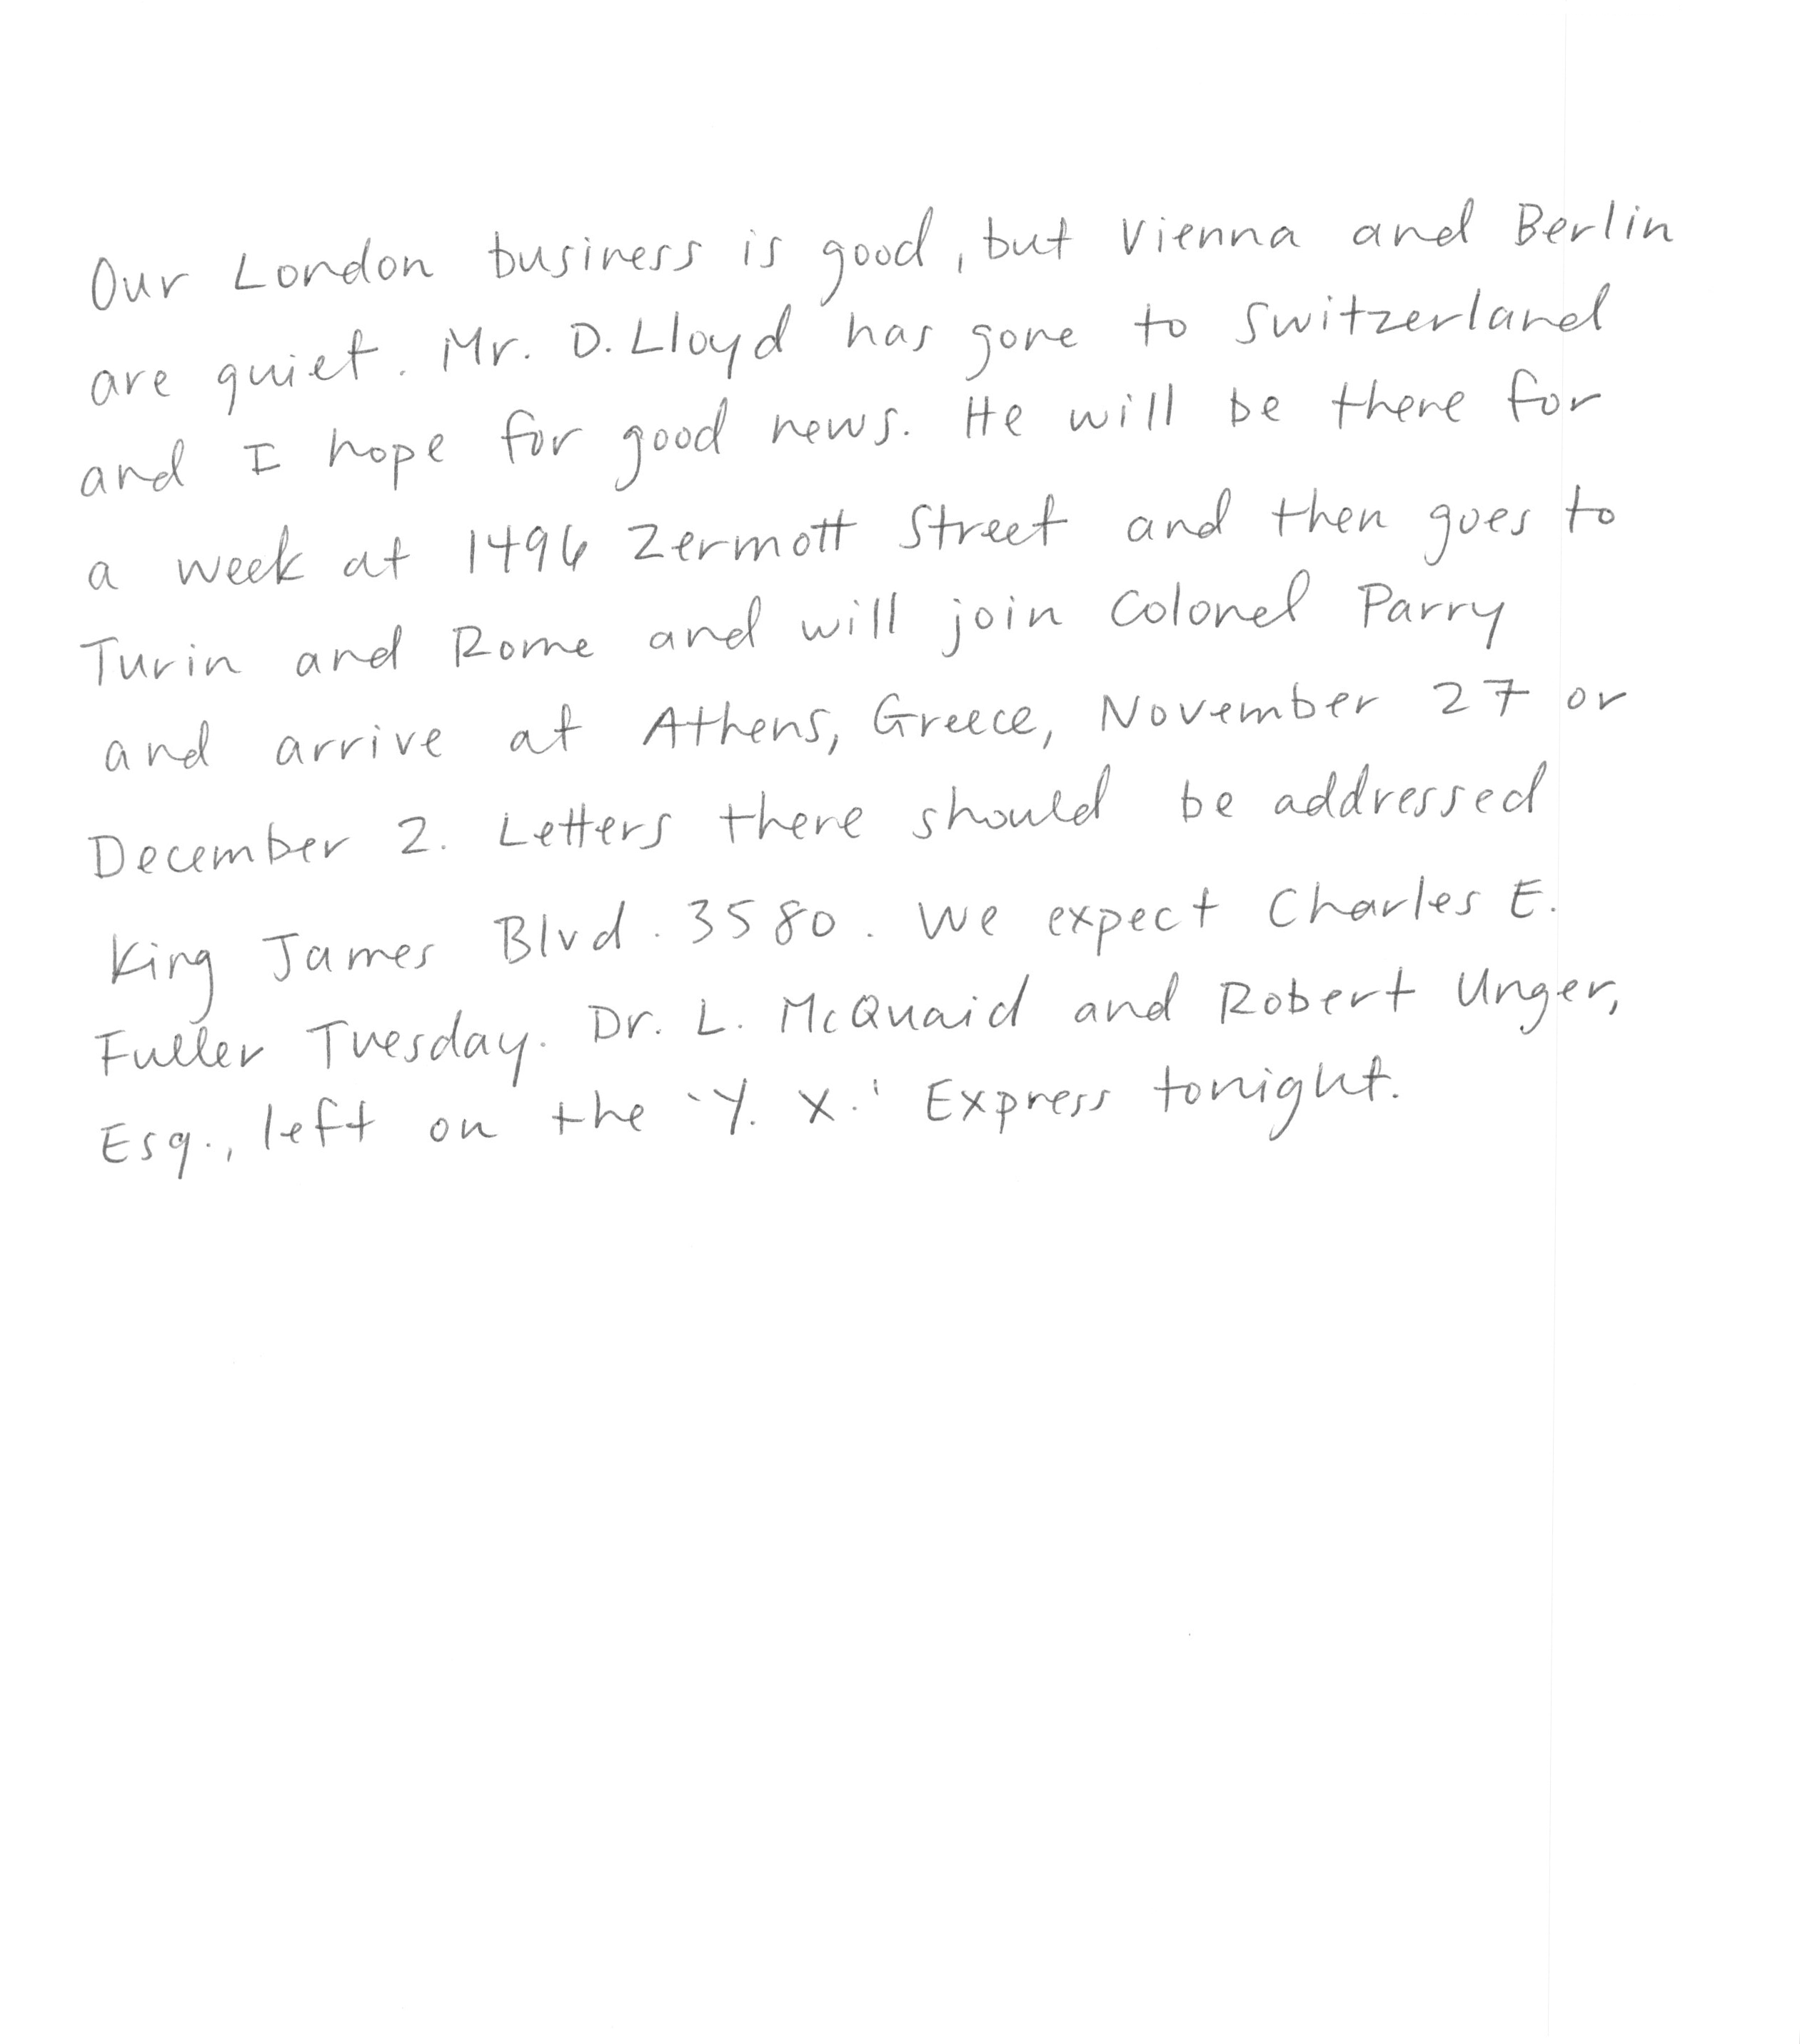 Our London business is good, but Vienna and Berlin
are quiet. Mr. D. Lloyd has gone to Switzerland
and I hope for good news. He will be there for
a week at 1496 Zermott Street and then goes to
Turin and Rome and will join Colonel Parry
and arrive at Athens, Greece, November 27 or
December 2. Letters there should be addressed
King James Blvd. 3580. We expect Charles E.
Fuller Tuesday. Dr. L. McQuaid and Robert Unger,
Esq., left on the 'Y. X.' Express tonight.